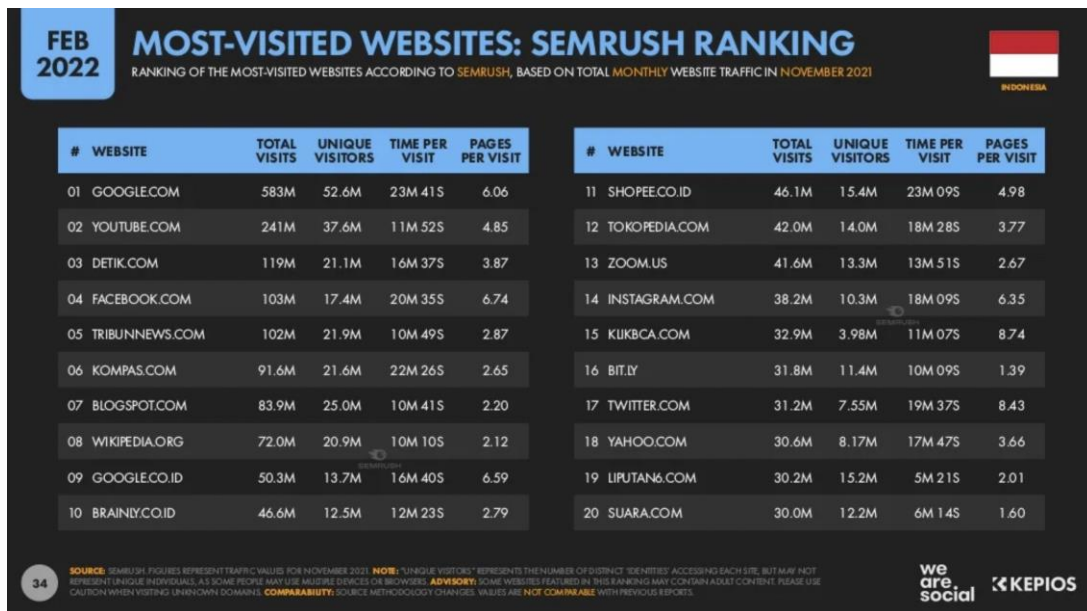 FEB
2022
MOST-VISITED WEBSITES: SEMRUSH RANKING
RANKING OF THE MOST-VISITED WEBSITES ACCORDING TO SEMRUSH, BASED ON TOTAL MONTHLY WEBSITE TRAFFIC IN NOVEMBER 2021
INDONESIA
# WEBSITE TOTAL VISITS UNIQUE VISITORS TIME PER VISIT PAGES PER VISIT
01 GOOGLE.COM 583M 52.6M 23M 41S 6.06
02 YOUTUBE.COM 241M 37.6M 11M 52S 4.85
03 DETIK.COM 119M 21.1M 16M 37S 3.87
04 FACEBOOK.COM 103M 17.4M 20M 35S 6.74
05 TRIBUNNEWS.COM 102M 21.9M 10M 49S 2.87
06 KOMPAS.COM 91.6M 21.6M 22M 26S 2.65
07 BLOGSPOT.COM 83.9M 25.0M 10M 41S 2.20
08 WIKIPEDIA.ORG 72.0M 20.9M 10M 10S 2.12
SEMRUSH
09 GOOGLE.CO.ID 50.3M 13.7M 16M 40S 6.59
10 BRAINLY.CO.ID 46.6M 12.5M 12M 23S 2.79
# WEBSITE TOTAL VISITS UNIQUE VISITORS TIME PER VISIT PAGES PER VISIT
11 SHOPEE.CO.ID 46.1M 15.4M 23M 09S 4.98
12 TOKOPEDIA.COM 42.0M 14.0M 18M 28S 3.77
13 ZOOM.US 41.6M 13.3M 13M 51S 2.67
14 INSTAGRAM.COM 38.2M 10.3M 18M 09S 6.35
SEMRUSH
15 KLIKBCA.COM 32.9M 3.98M 11M 07S 8.74
16 BIT.LY 31.8M 11.4M 10M 09S 1.39
17 TWITTER.COM 31.2M 7.55M 19M 37S 8.43
18 YAHOO.COM 30.6M 8.17M 17M 47S 3.66
19 LIPUTAN6.COM 30.2M 15.2M 5M 21S 2.01
20 SUARA.COM 30.0M 12.2M 6M 14S 1.60
34
SOURCE: SEMRUSH. FIGURES REPRESENT TRAFFIC VALUES FOR NOVEMBER 2021. NOTE: "UNIQUE VISITORS" REPRESENTS THE NUMBER OF DISTINCT 'IDENTITIES' ACCESSING EACH SITE, BUT MAY NOT
REPRESENT UNIQUE INDIVIDUALS, AS SOME PEOPLE MAY USE MULTIPLE DEVICES OR BROWSERS. ADVISORY: SOME WEBSITES FEATURED IN THIS RANKING MAY CONTAIN ADULT CONTENT. PLEASE USE
CAUTION WHEN VISITING UNKNOWN DOMAINS. COMPARABILITY: SOURCE METHODOLOGY CHANGES. VALUES ARE NOT COMPARABLE WITH PREVIOUS REPORTS.
we
are.
social
KEPIOS